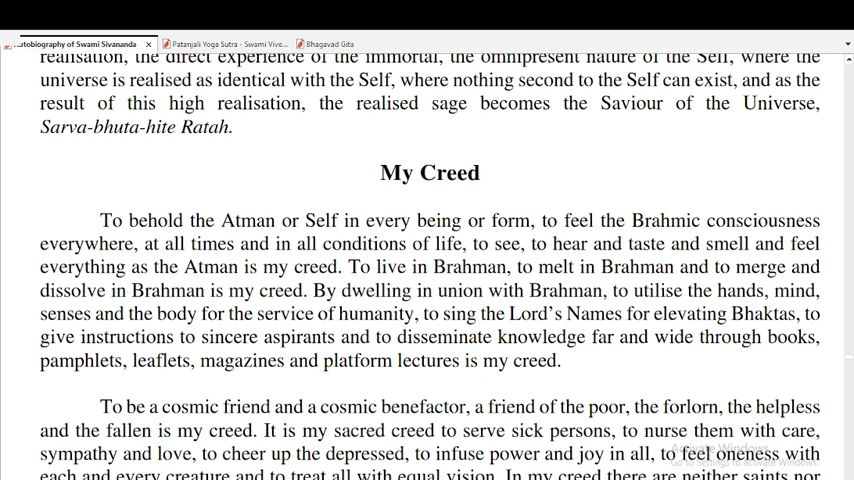 utobiography of Swami Sivananda × Patanjali Yoga Sutra - Swami Vive... Bhagavad Gita
realisation, the direct experience of the immortal, the omnipresent nature of the Self, where the
universe is realised as identical with the Self, where nothing second to the Self can exist, and as the
result of this high realisation, the realised sage becomes the Saviour of the Universe,
Sarva-bhuta-hite Ratah.
My Creed
To behold the Atman or Self in every being or form, to feel the Brahmic consciousness
everywhere, at all times and in all conditions of life, to see, to hear and taste and smell and feel
everything as the Atman is my creed. To live in Brahman, to melt in Brahman and to merge and
dissolve in Brahman is my creed. By dwelling in union with Brahman, to utilise the hands, mind,
senses and the body for the service of humanity, to sing the Lord's Names for elevating Bhaktas, to
give instructions to sincere aspirants and to disseminate knowledge far and wide through books,
pamphlets, leaflets, magazines and platform lectures is my creed.
To be a cosmic friend and a cosmic benefactor, a friend of the poor, the forlorn, the helpless
and the fallen is my creed. It is my sacred creed to serve sick persons, to nurse them with care,
sympathy and love, to cheer up the depressed, to infuse power and joy in all, to feel oneness with
each and every creature and to treat all with equal vision. In my creed there are neither saints nor
Activate Windows
Go to Settings to activate Windows.